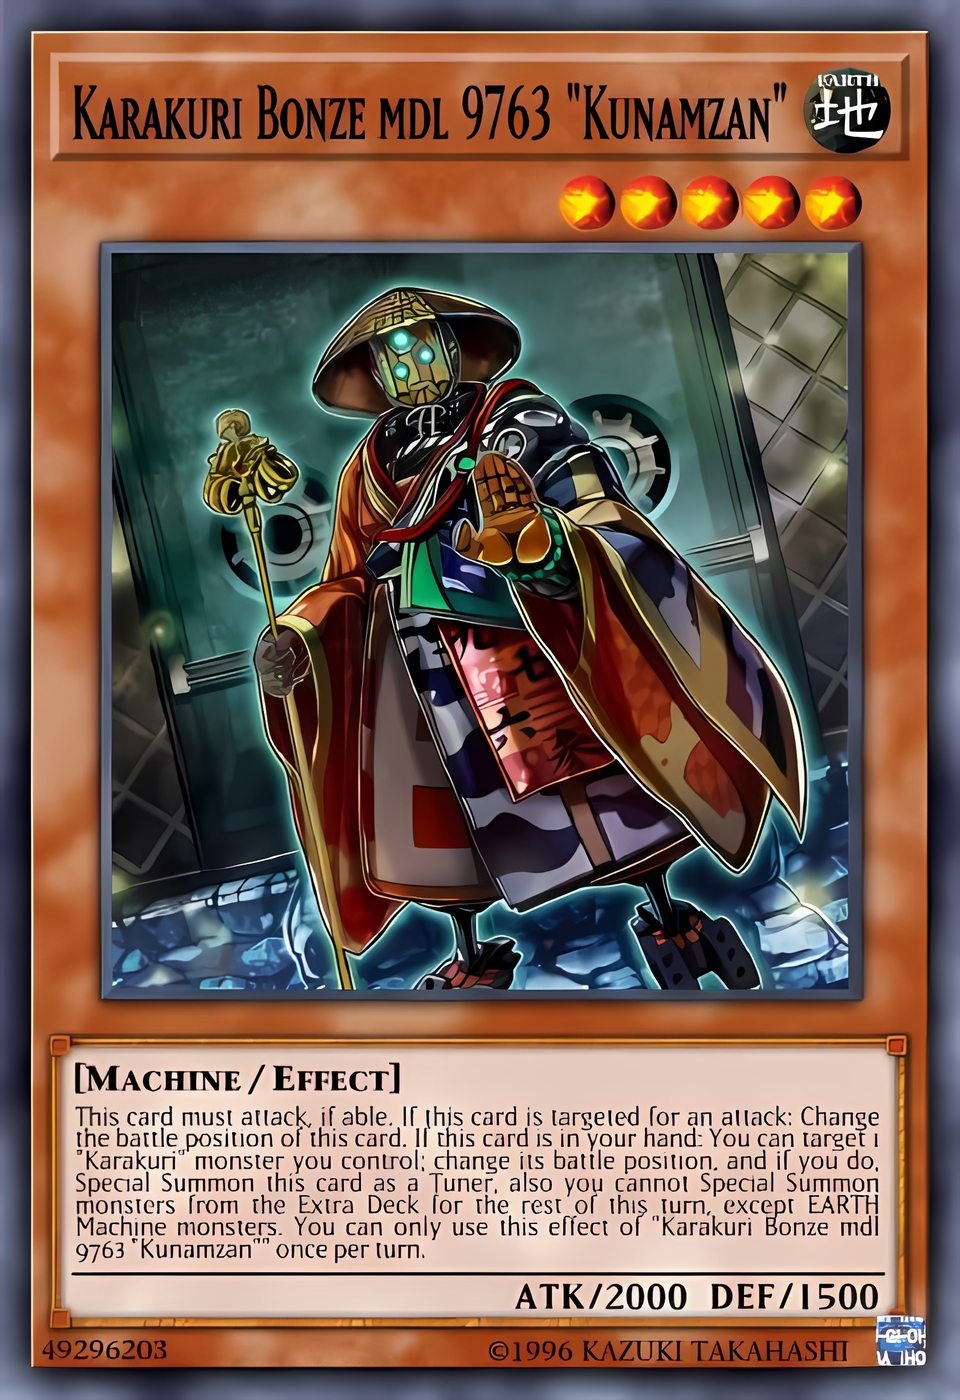 KARAKURI BONZE MDL 9763 "KUNAMZAN"
EARTH
地
九七
六参
[MACHINE / EFFECT]
This card must attack, if able. If this card is targeted for an attack: Change
the battle position of this card. If this card is in your hand: You can target 1
"Karakuri" monster you control; change its battle position, and if you do,
Special Summon this card as a Tuner, also you cannot Special Summon
monsters from the Extra Deck for the rest of this turn, except EARTH
Machine monsters. You can only use this effect of "Karakuri Bonze mdl
9763 "Kunamzan"" once per turn.
ATK/2000 DEF/1500
49296203
©1996 KAZUKI TAKAHASHI